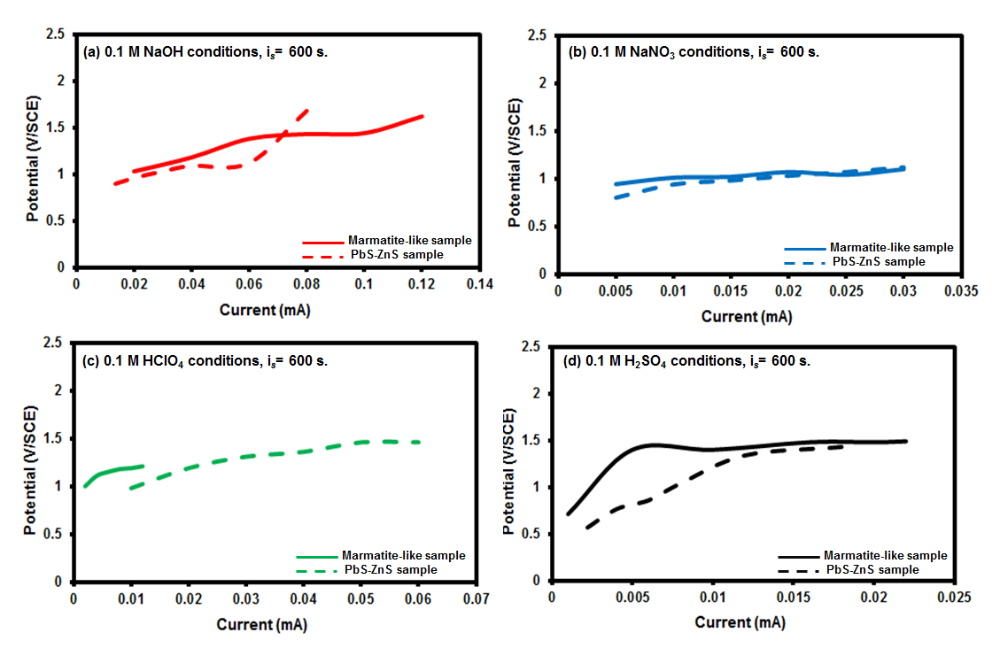 (a) 0.1 M NaOH conditions, is= 600 s.
2.5
2
1.5
1
0.5
0
Potential (V/SCE)
Marmatite-like sample
PbS-ZnS sample
0 0.02 0.04 0.06 0.08 0.1 0.12 0.14
Current (mA)
(b) 0.1 M NaNO3 conditions, is= 600 s.
2.5
2
1.5
1
0.5
0
Potential (V/SCE)
Marmatite-like sample
PbS-ZnS sample
0 0.005 0.01 0.015 0.02 0.025 0.03 0.035
Current (mA)
(c) 0.1 M HClO4 conditions, is= 600 s.
2.5
2
1.5
1
0.5
0
Potential (V/SCE)
Marmatite-like sample
PbS-ZnS sample
0 0.01 0.02 0.03 0.04 0.05 0.06 0.07
Current (mA)
(d) 0.1 M H2SO4 conditions, is= 600 s.
2.5
2
1.5
1
0.5
0
Potential (V/SCE)
Marmatite-like sample
PbS-ZnS sample
0 0.005 0.01 0.015 0.02 0.025
Current (mA)